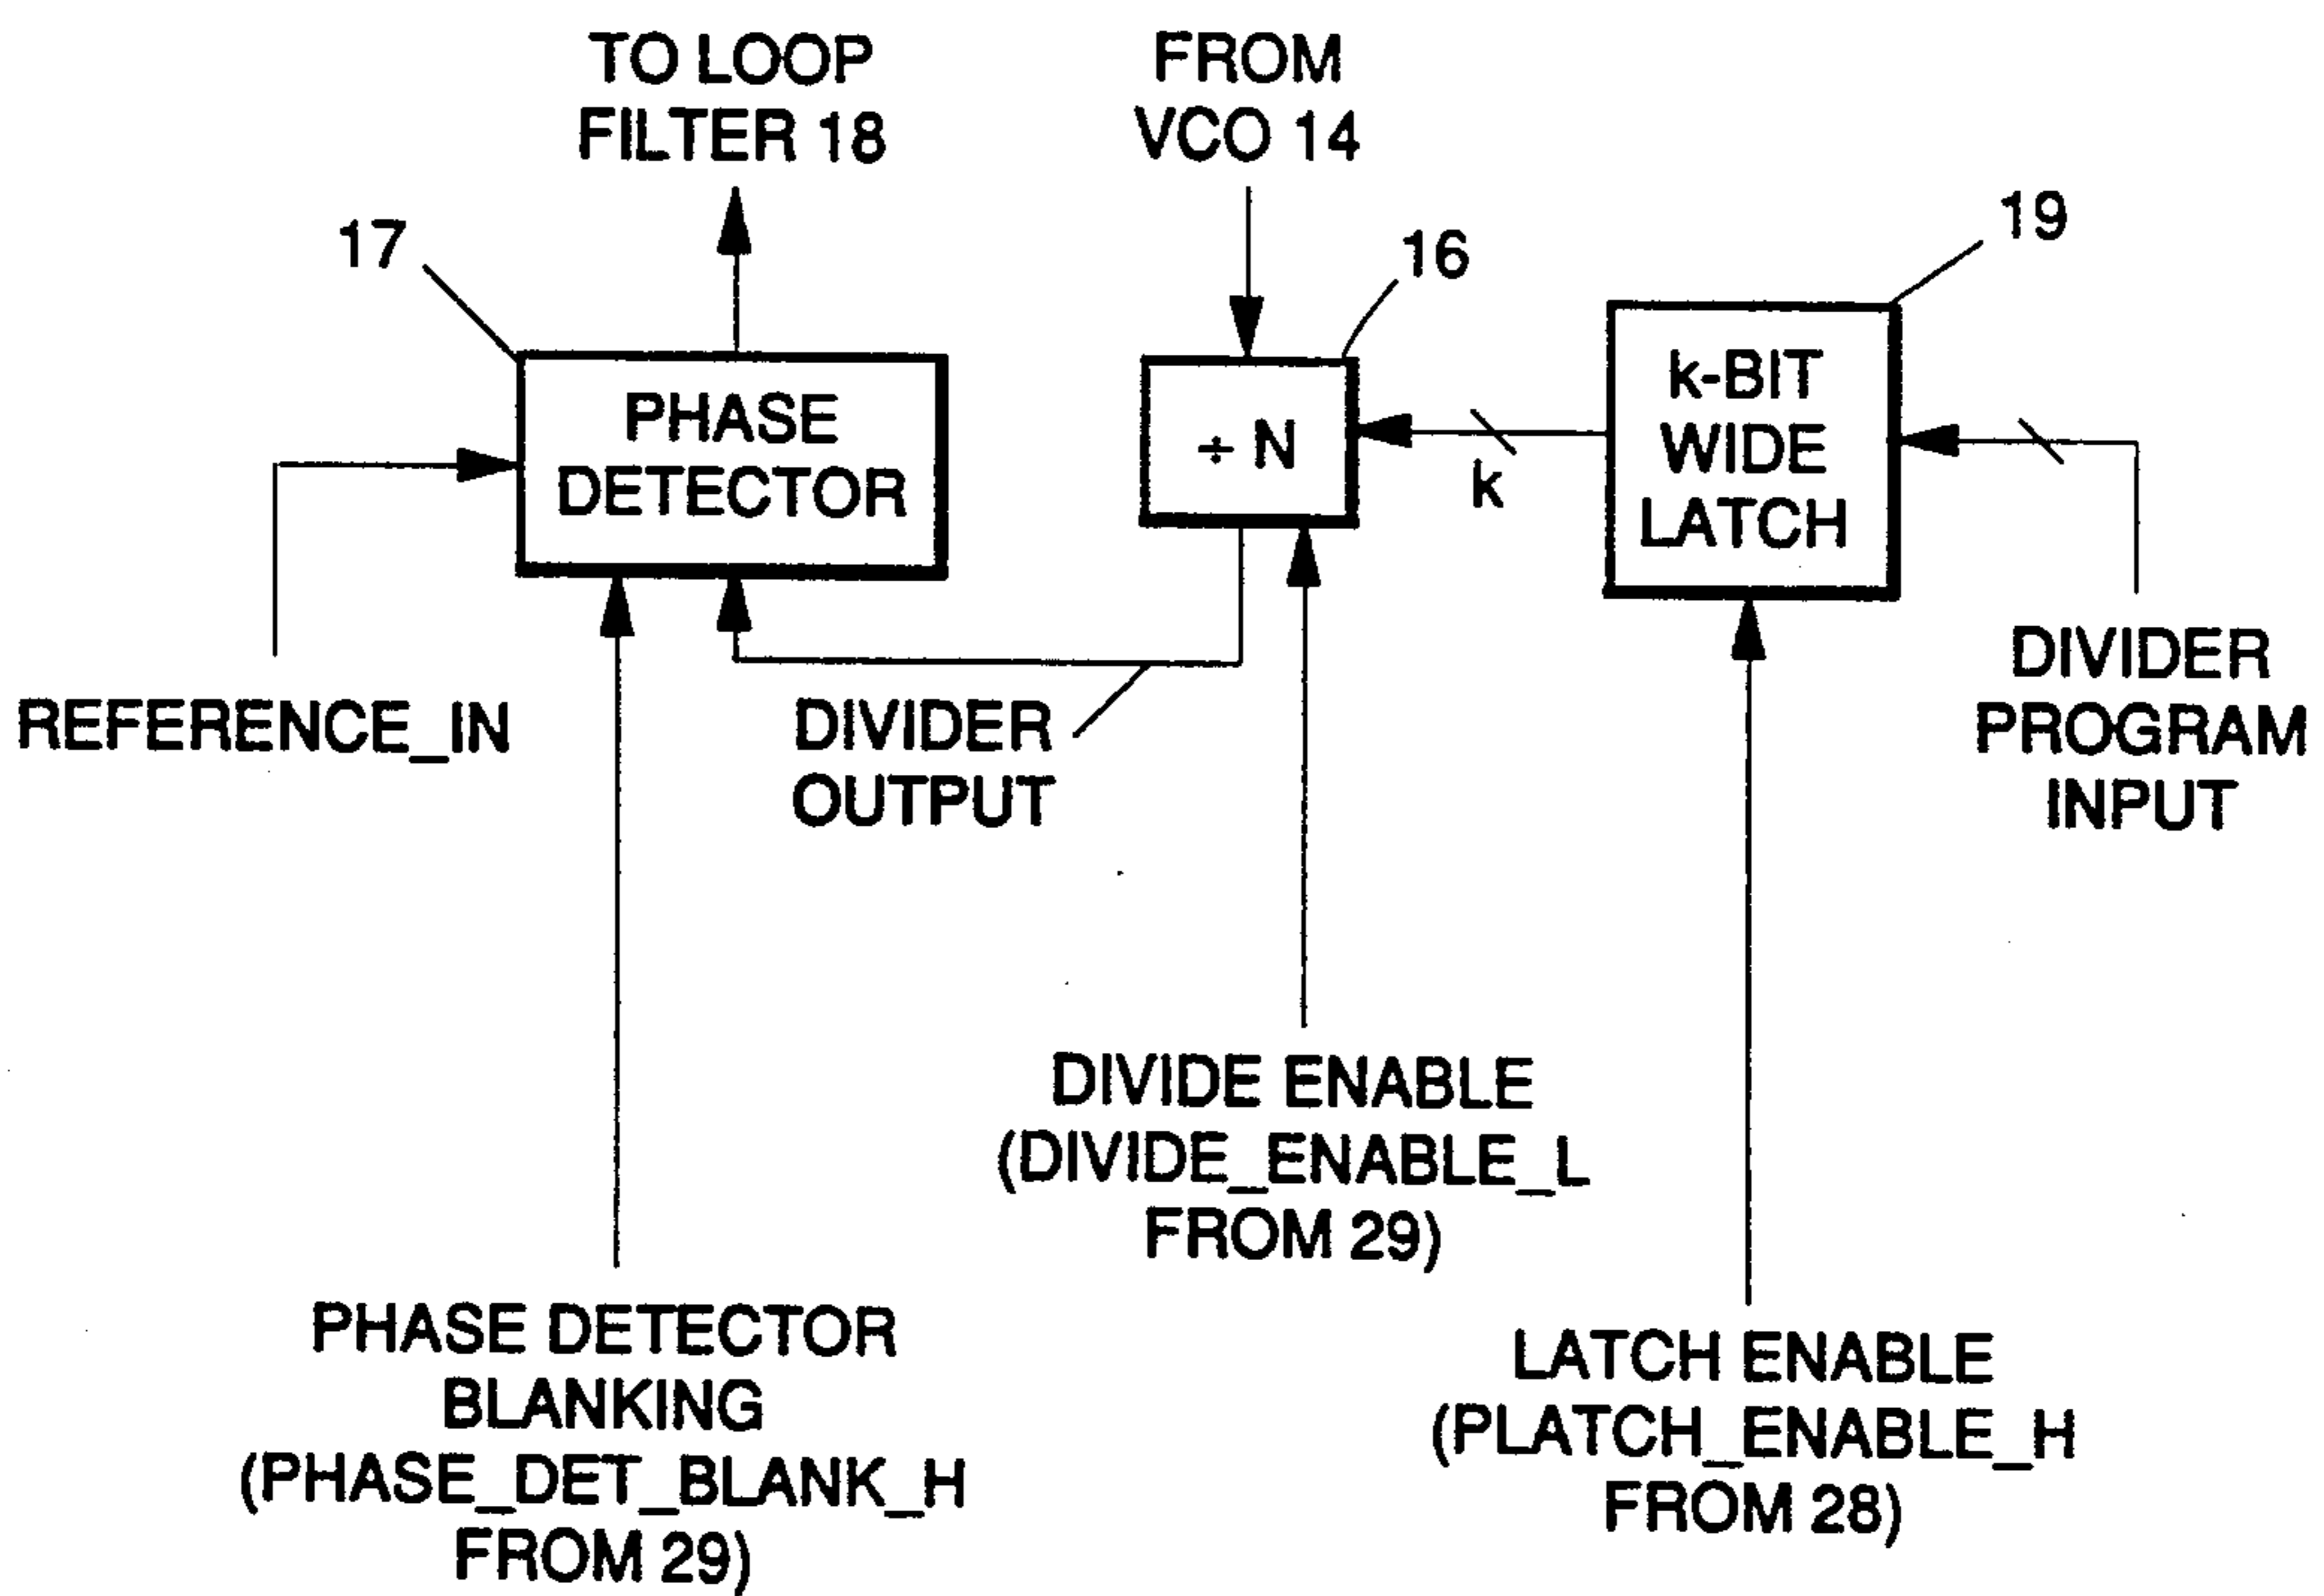 TO LOOP
FILTER 18
FROM
VCO 14
17
16
19
PHASE
DETECTOR
÷ N
k
k-BIT
WIDE
LATCH
REFERENCE_IN
DIVIDER
OUTPUT
DIVIDER
PROGRAM
INPUT
DIVIDE ENABLE
(DIVIDE_ENABLE_L
FROM 29)
PHASE DETECTOR
BLANKING
(PHASE_DET_BLANK_H
FROM 29)
LATCH ENABLE
(PLATCH_ENABLE_H
FROM 28)